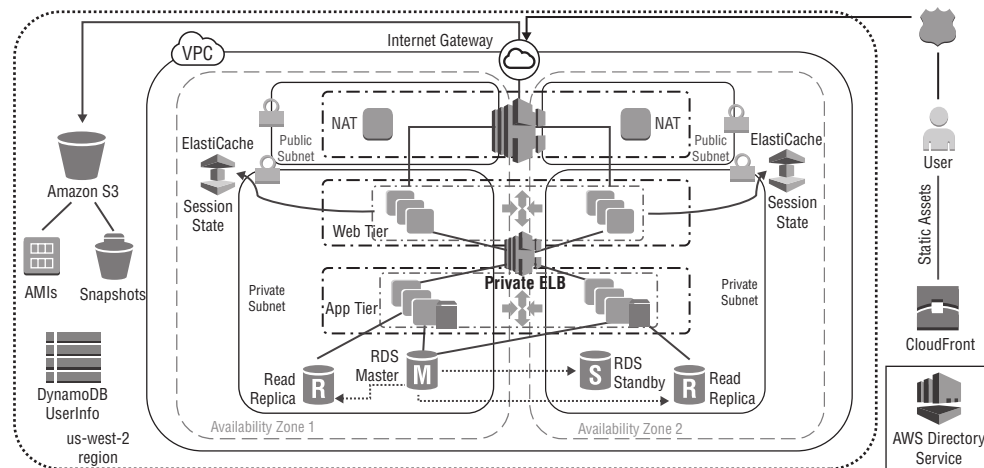 Internet Gateway
VPC
NAT
NAT
Public
Subnet
Public
Subnet
ElastiCache
Session
State
ElastiCache
Session
State
Amazon S3
AMIs
Snapshots
DynamoDB
UserInfo
us-west-2
region
Web Tier
Private ELB
Private
Subnet
Private
Subnet
App Tier
Read
Replica
R
RDS
Master
M
S
RDS
Standby
R
Read
Replica
Availability Zone 1
Availability Zone 2
User
Static Assets
CloudFront
AWS Directory
Service